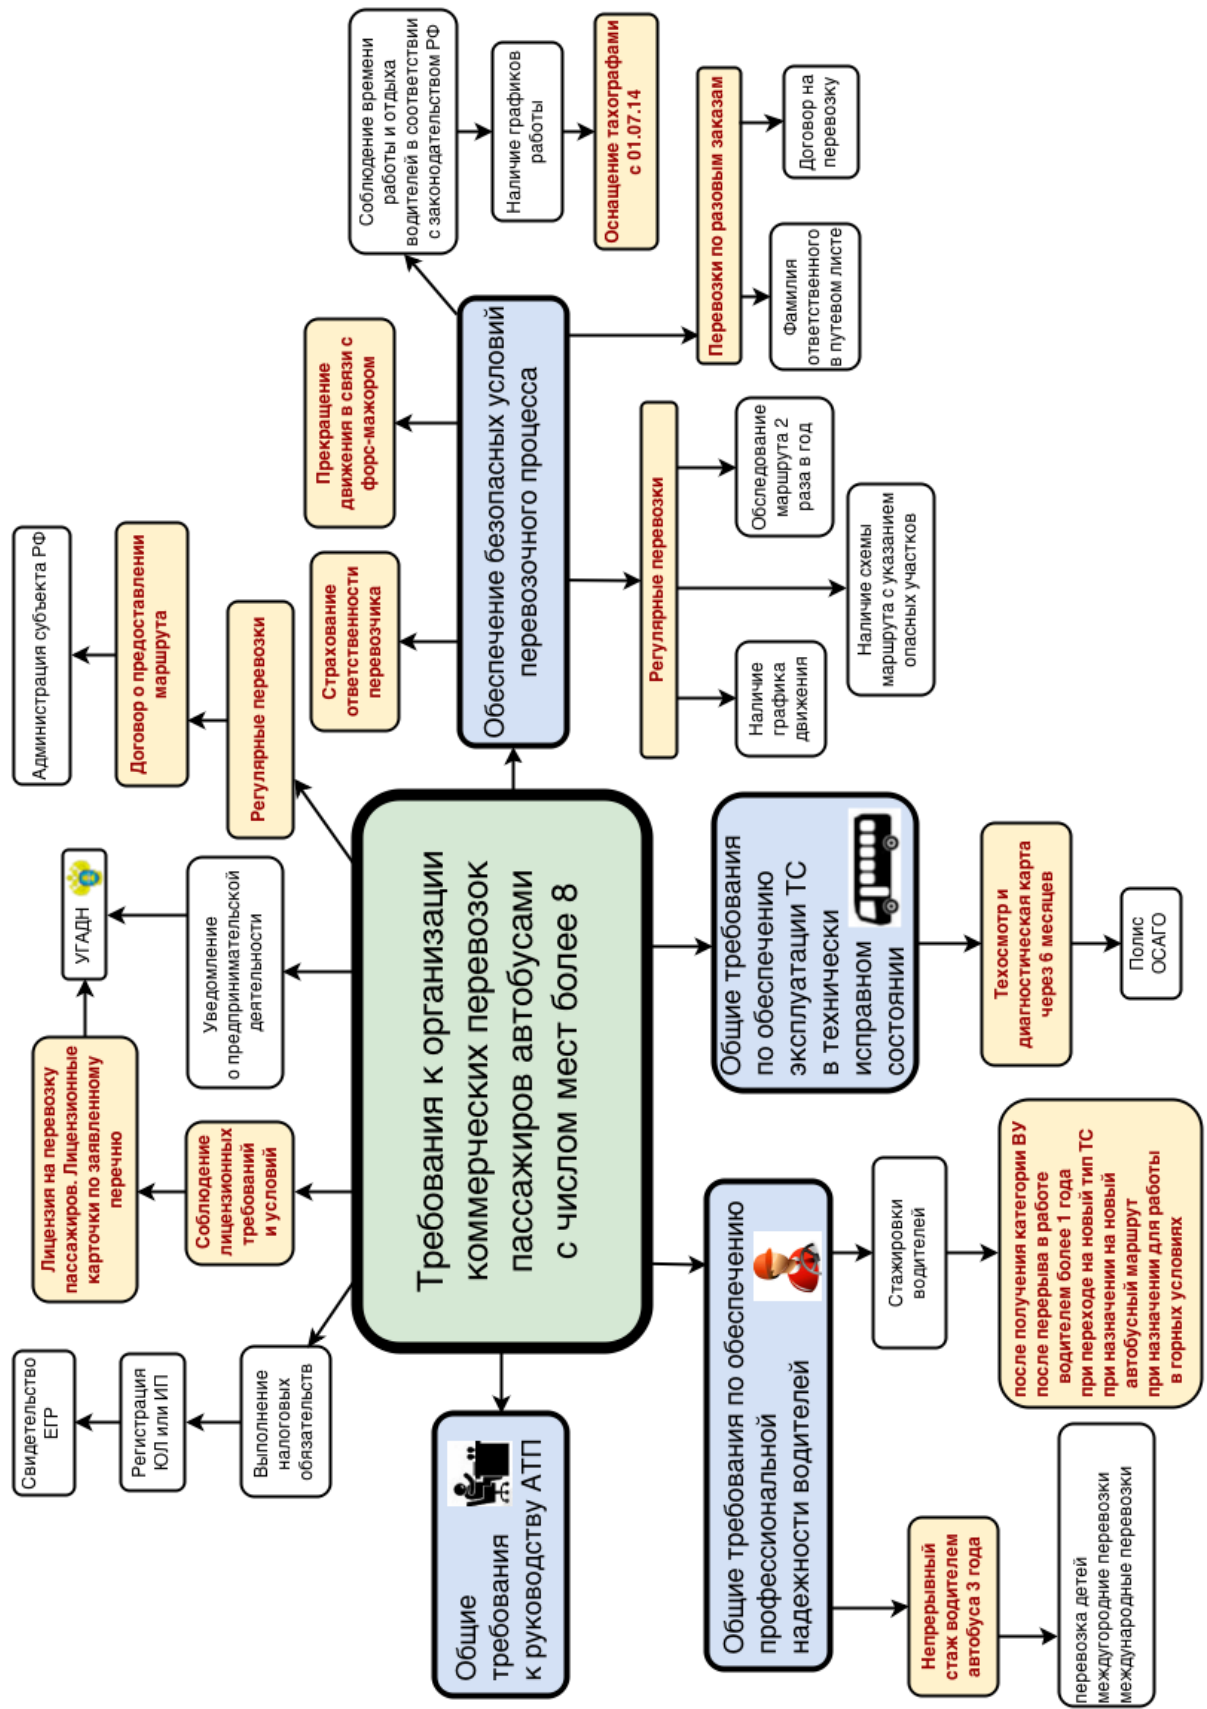 Свидетельство
ЕГР
Регистрация
ЮЛ или ИП
Выполнение
налоговых
обязательств
Лицензия на перевозку
пассажиров. Лицензионные
карточки по заявленному
перечню
Соблюдение
лицензионных
требований
и условий
УГАДН
Уведомление
о предпринимательской
деятельности
Администрация субъекта РФ
Договор о предоставлении
маршрута
Регулярные перевозки
Страхование
ответственности
перевозчика
Прекращение
движения в связи с
форс-мажором
Соблюдение времени
работы и отдыха
водителей в соответствии
с законодательством РФ
Наличие графиков
работы
Оснащение тахографами
с 01.07.14
Общие
требования
к руководству АТП
Требования к организации
коммерческих перевозок
пассажиров автобусами
с числом мест более 8
Обеспечение безопасных условий
перевозочного процесса
Общие требования по обеспечению
профессиональной
надежности водителей
Непрерывный
стаж водителем
автобуса 3 года
перевозка детей
междугородние перевозки
международные перевозки
Стажировки
водителей
после получения категории ВУ
после перерыва в работе
водителем более 1 года
при переходе на новый тип ТС
при назначении на новый
автобусный маршрут
при назначении для работы
в горных условиях
Общие требования
по обеспечению
эксплуатации ТС
в технически
исправном
состоянии
Техосмотр и
диагностическая карта
через 6 месяцев
Полис
ОСАГО
Регулярные перевозки
Наличие
графика
движения
Наличие схемы
маршрута с указанием
опасных участков
Обследование
маршрута 2
раза в год
Перевозки по разовым заказам
Фамилия
ответственного
в путевом листе
Договор на
перевозку